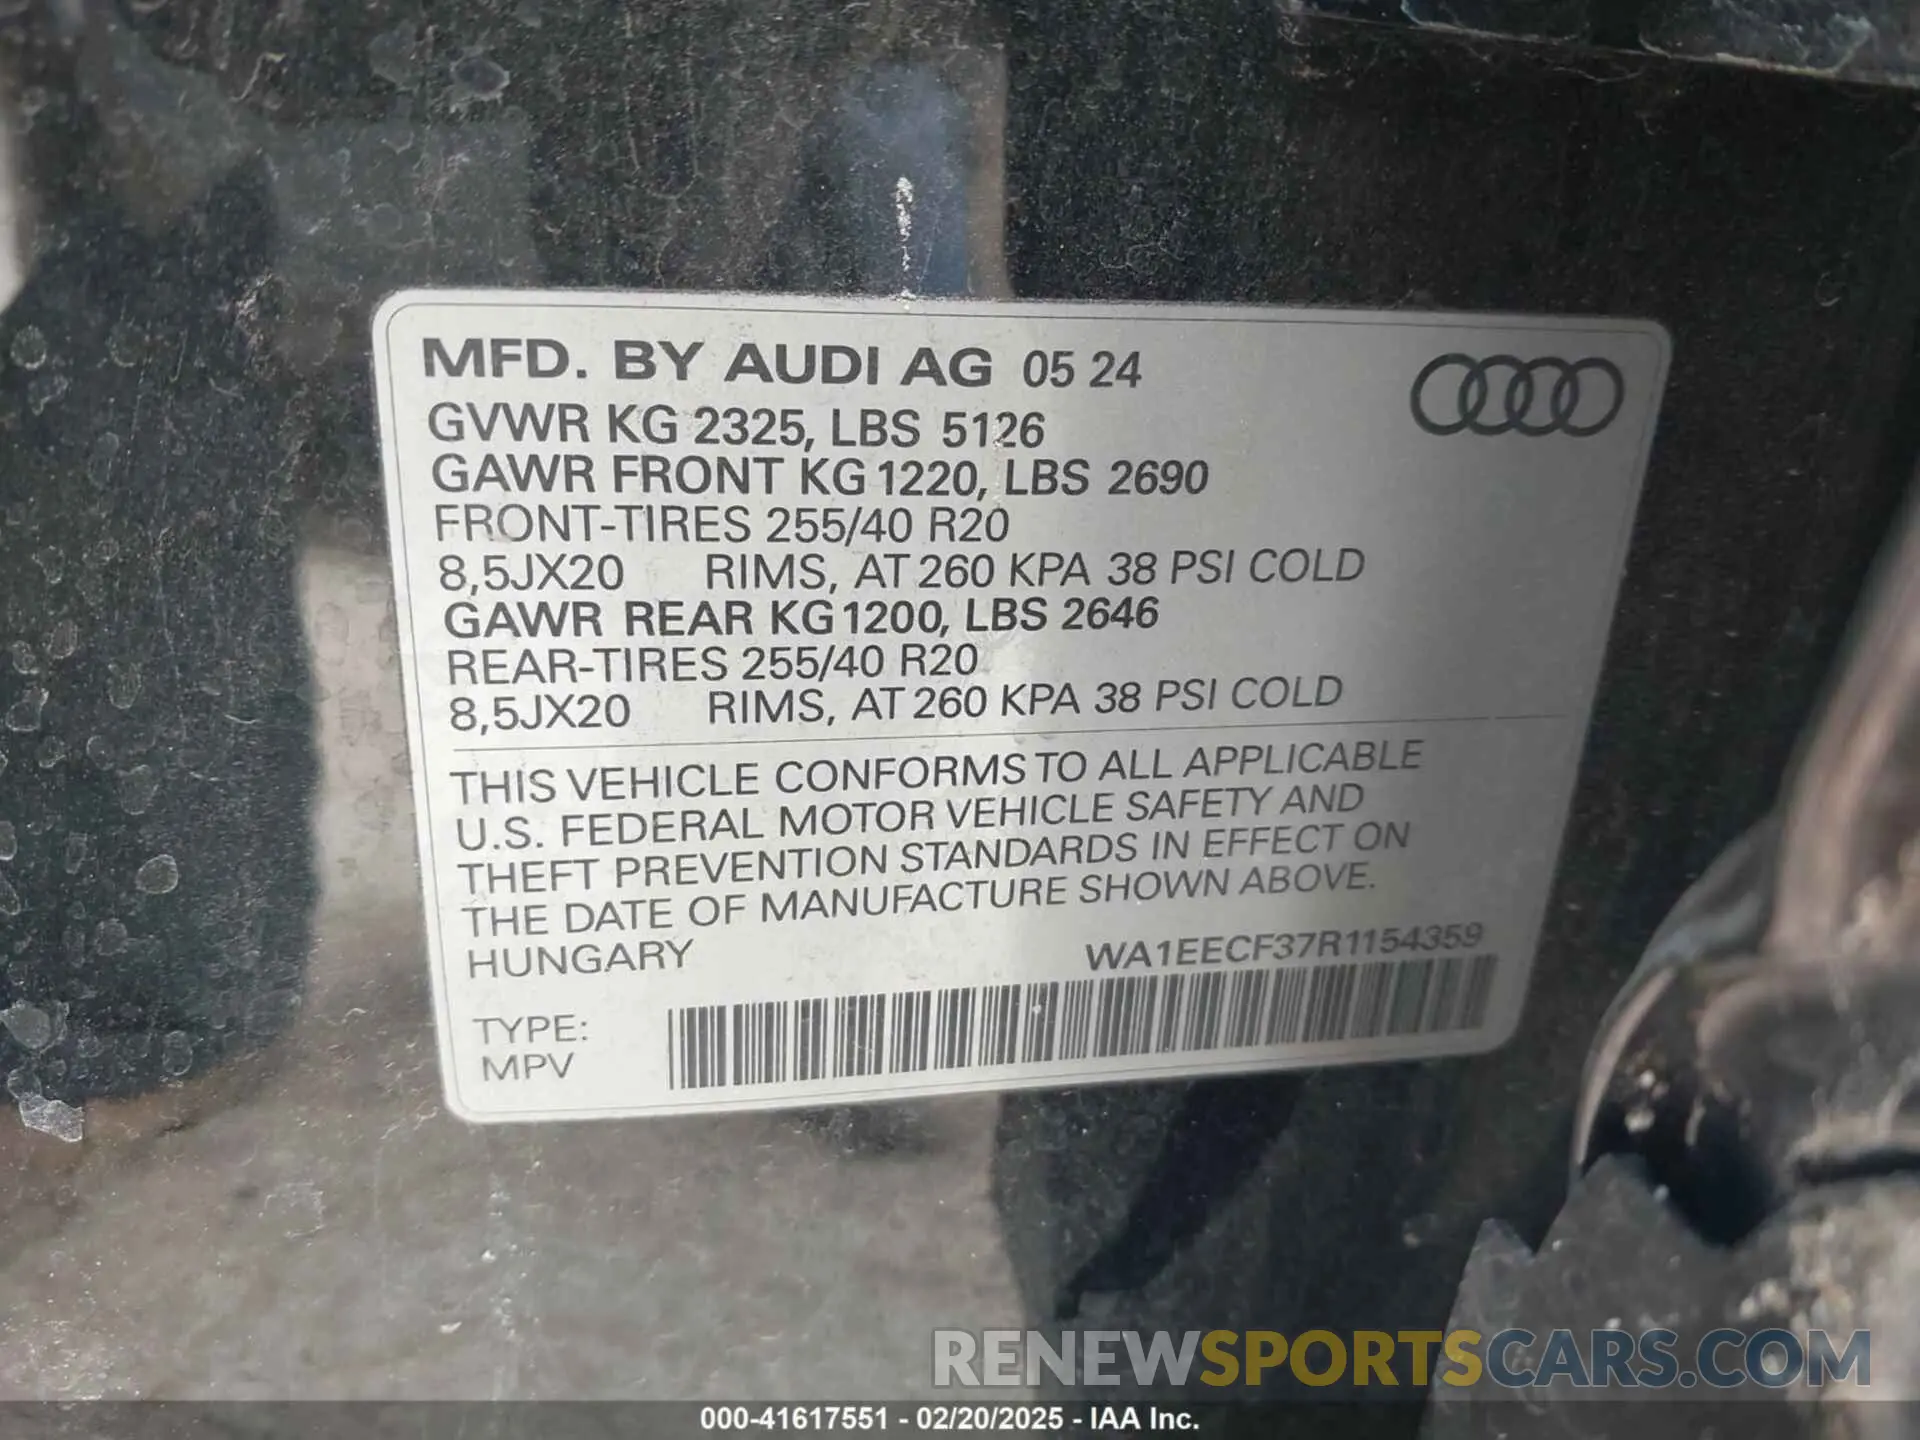 MFD. BY AUDI AG 05 24
GVWR KG 2325, LBS 5126
GAWR FRONT KG 1220, LBS 2690
FRONT-TIRES 255/40 R20
8,5JX20 RIMS, AT 260 KPA 38 PSI COLD
GAWR REAR KG 1200, LBS 2646
REAR-TIRES 255/40 R20
8,5JX20 RIMS, AT 260 KPA 38 PSI COLD
THIS VEHICLE CONFORMS TO ALL APPLICABLE
U.S. FEDERAL MOTOR VEHICLE SAFETY AND
THEFT PREVENTION STANDARDS IN EFFECT ON
THE DATE OF MANUFACTURE SHOWN ABOVE.
HUNGARY WA1EECF37R1154359
TYPE:
MPV
RENEWSPORTSCARS.COM
000-41617551 - 02/20/2025 - IAA Inc.